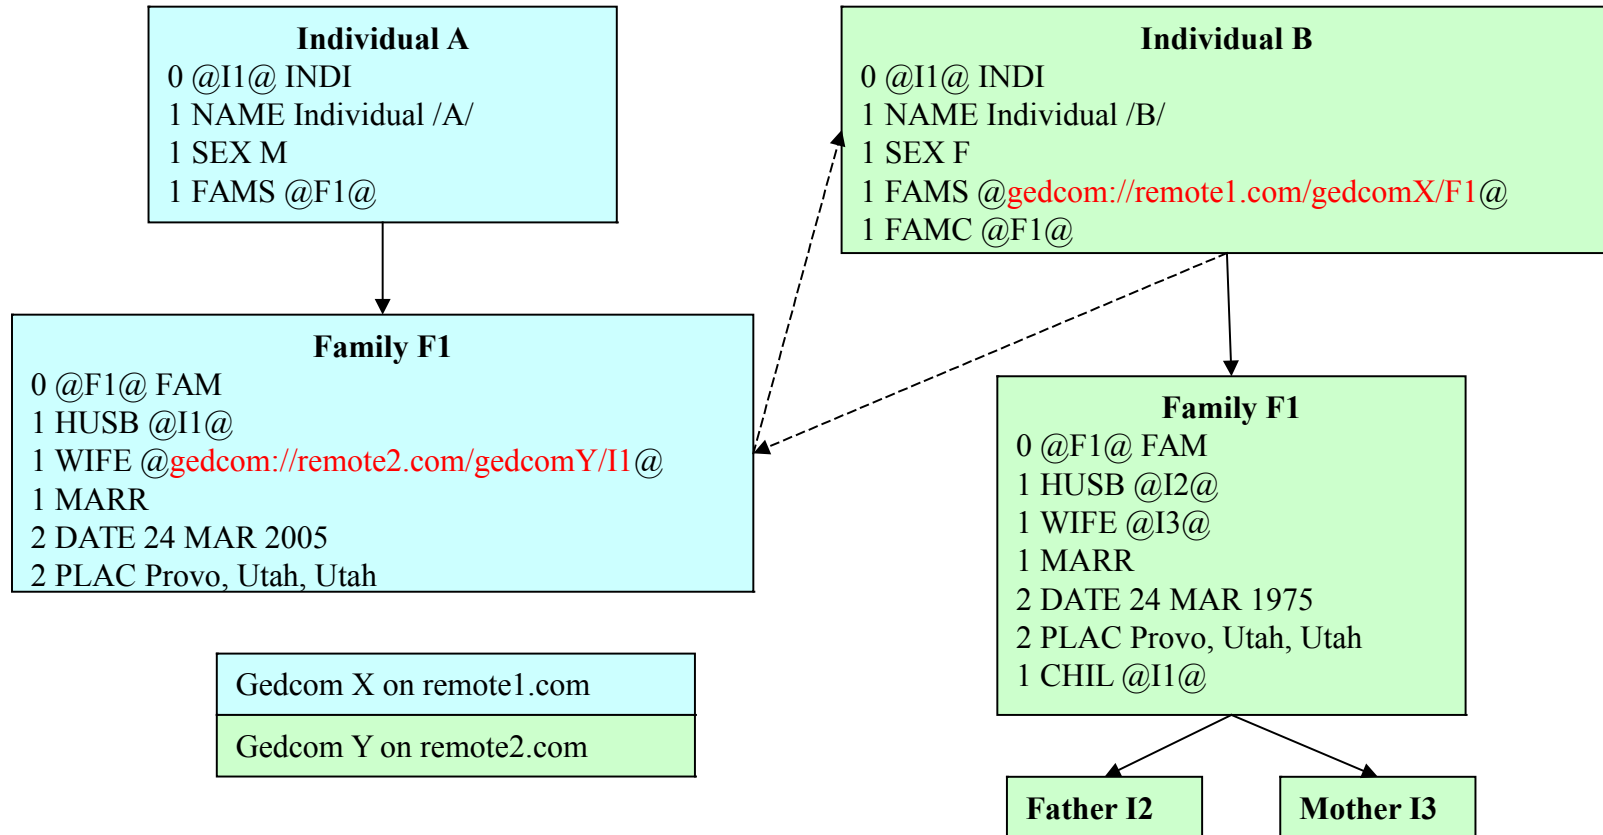 Individual A
0 @I1@ INDI
1 NAME Individual /A/
1 SEX M
1 FAMS @F1@
Individual B
0 @I1@ INDI
1 NAME Individual /B/
1 SEX F
1 FAMS @gedcom://remote1.com/gedcomX/F1@
1 FAMC @F1@
Family F1
0 @F1@ FAM
1 HUSB @I1@
1 WIFE @gedcom://remote2.com/gedcomY/I1@
1 MARR
2 DATE 24 MAR 2005
2 PLAC Provo, Utah, Utah
Family F1
0 @F1@ FAM
1 HUSB @I2@
1 WIFE @I3@
1 MARR
2 DATE 24 MAR 1975
2 PLAC Provo, Utah, Utah
1 CHIL @I1@
Gedcom X on remote1.com
Gedcom Y on remote2.com
Father I2
Mother I3